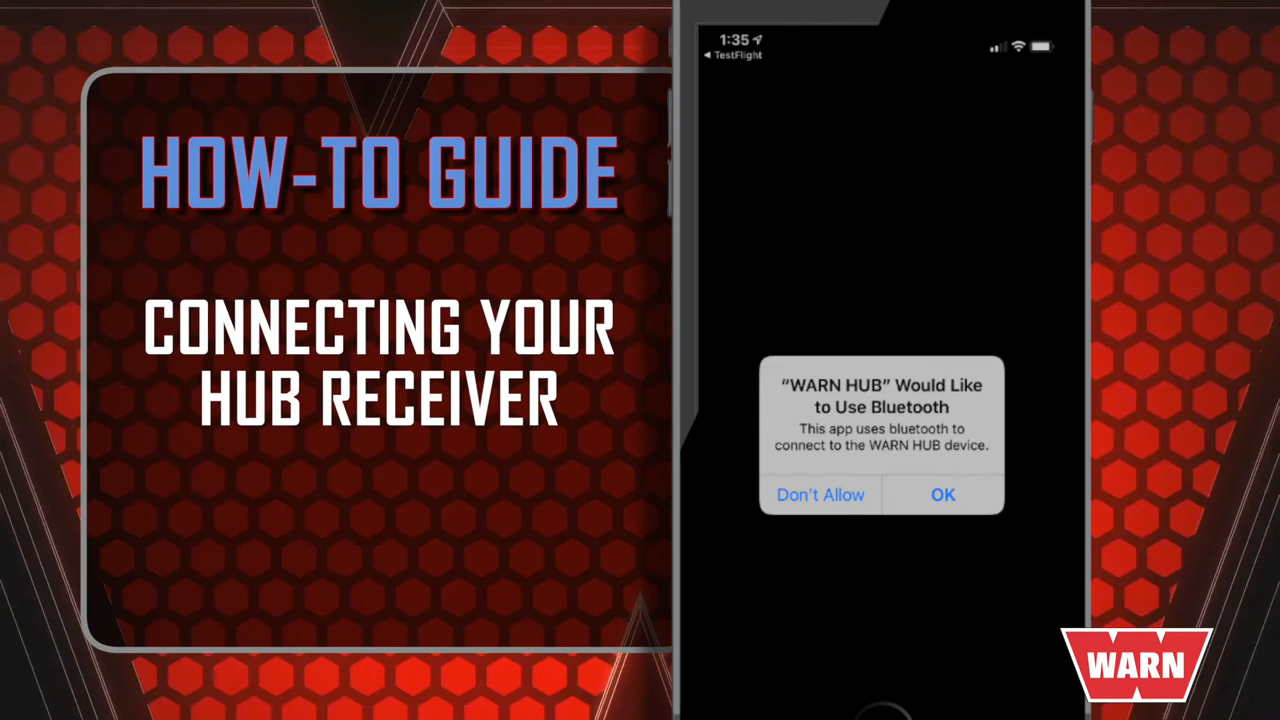 HOW-TO GUIDE
CONNECTING YOUR
HUB RECEIVER
1:35
TestFlight
“WARN HUB” Would Like
to Use Bluetooth
This app uses bluetooth to
connect to the WARN HUB device.
Don’t Allow
OK
WARN